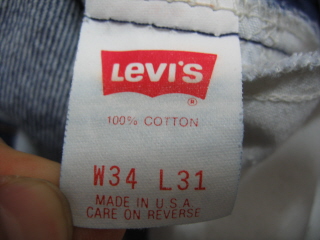 LEVI'S
®
100% COTTON
W34 L31
MADE IN U.S.A.
CARE ON REVERSE